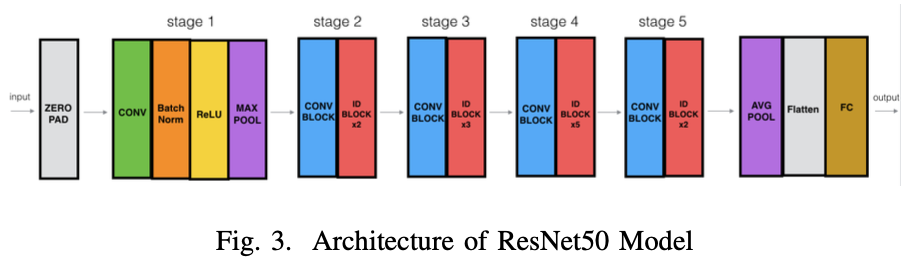 stage 1
stage 2
stage 3
stage 4
stage 5
input
ZERO
PAD
CONV
Batch
Norm
ReLU
MAX
POOL
CONV
BLOCK
ID
BLOCK
x2
CONV
BLOCK
ID
BLOCK
x3
CONV
BLOCK
ID
BLOCK
x5
CONV
BLOCK
ID
BLOCK
x2
AVG
POOL
Flatten
FC
output
Fig. 3. Architecture of ResNet50 Model